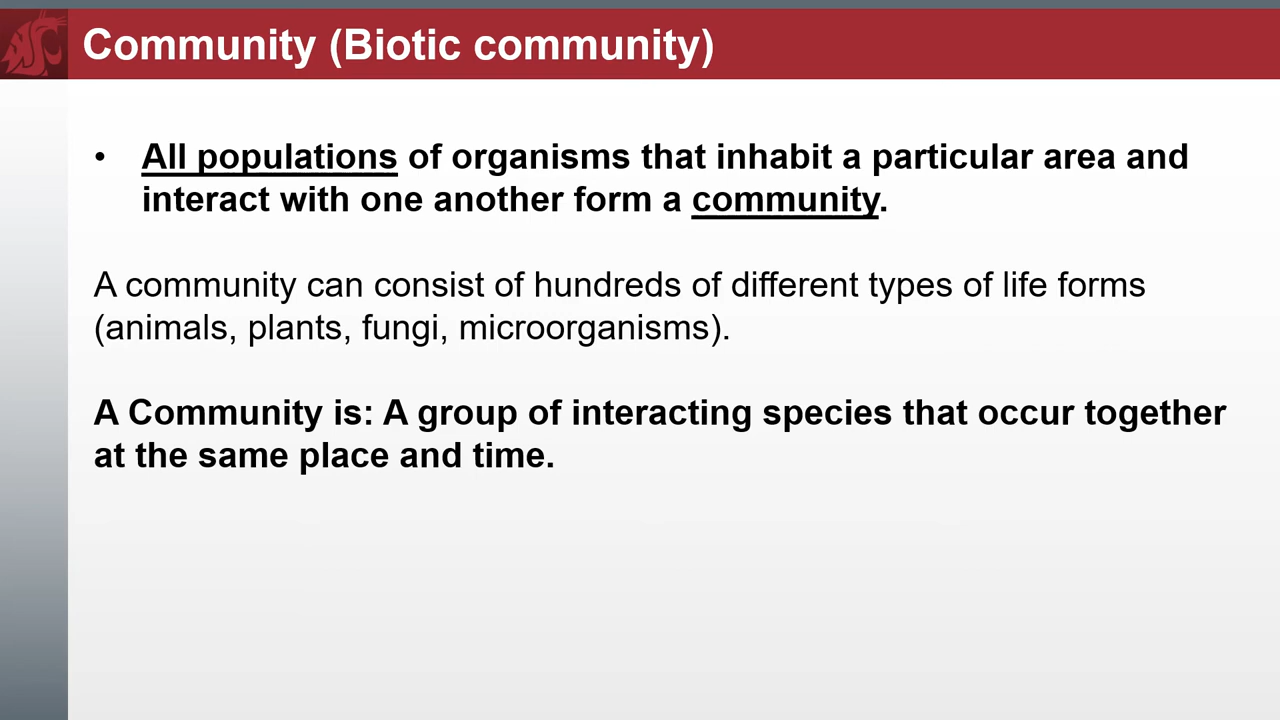 Community (Biotic community)
• All populations of organisms that inhabit a particular area and
interact with one another form a community.
A community can consist of hundreds of different types of life forms
(animals, plants, fungi, microorganisms).
A Community is: A group of interacting species that occur together
at the same place and time.